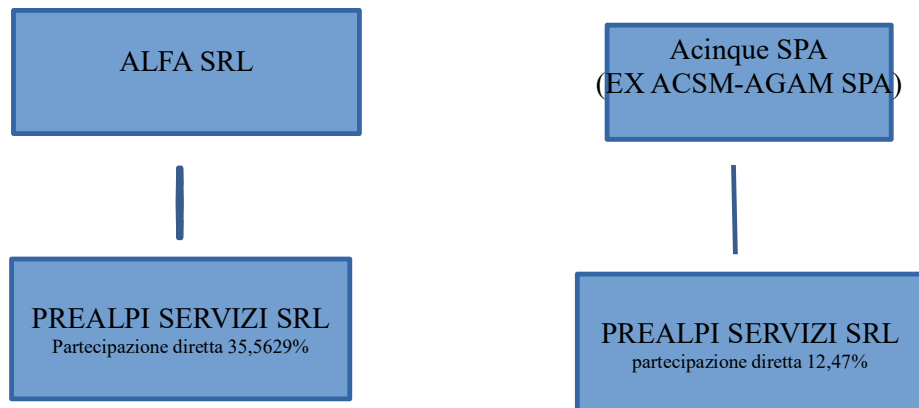 ALFA SRL
Acinque SPA
(EX ACSM-AGAM SPA)
PREALPI SERVIZI SRL
Partecipazione diretta 35,5629%
PREALPI SERVIZI SRL
partecipazione diretta 12,47%